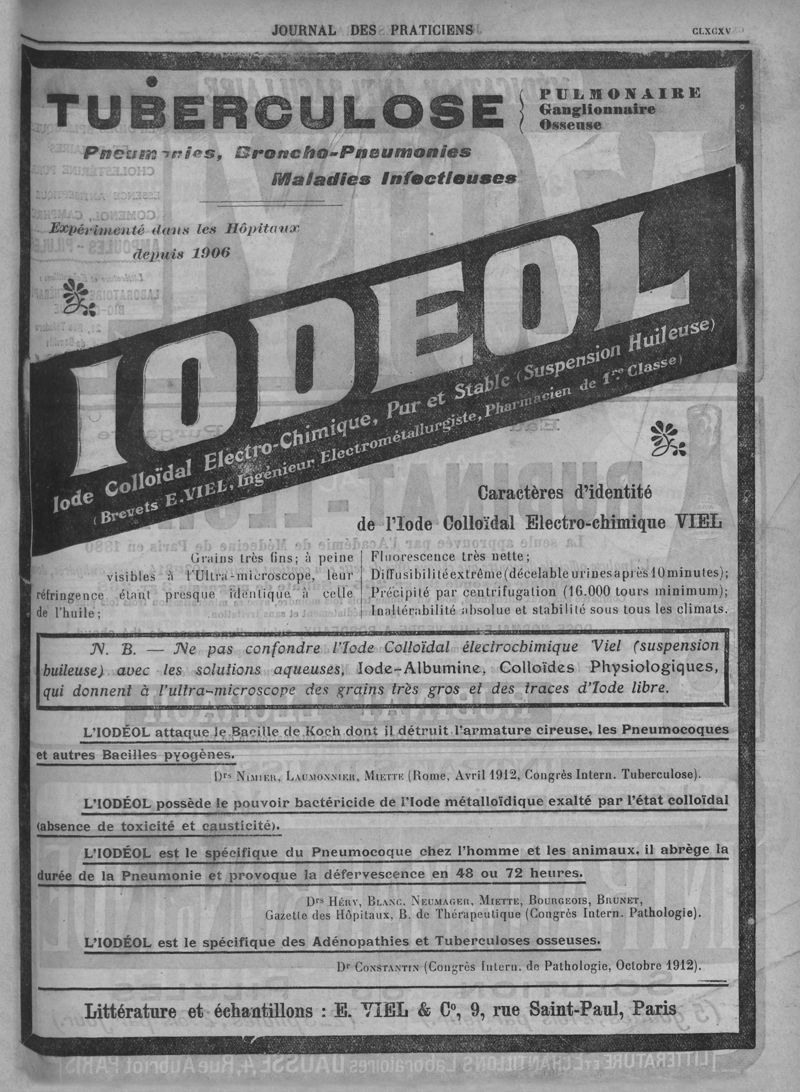 JOURNAL DES PRATICIENS
TUBERCULOSE
PULMONAIRE
Ganglionnaire
Osseuse
Pneumonies, Broncho-Pneumonies
Maladies Infectieuses
Expérimenté dans les Hôpitaux
depuis 1906
IODEOL
Iode Colloïdal Electro-Chimique, Pur et Stable (Suspension Huileuse)
(Brevets E. VIEL, Ingénieur Electrométallurgiste, Pharmacien de 1re Classe)
Caractères d'identité
de l'Iode Colloïdal Electro-chimique VIEL
Grains très fins; à peine
visibles à l'Ultra-microscope, leur
réfringence étant presque identique à celle
de l'huile;
Fluorescence très nette;
Diffusibilité extrême (décelable urines après 10 minutes);
Précipité par centrifugation (16.000 tours minimum);
Inaltérabilité absolue et stabilité sous tous les climats.
N. B. — Ne pas confondre l'Iode Colloïdal électrochimique Viel (suspension
huileuse) avec les solutions aqueuses, Iode-Albumine, Colloïdes Physiologiques,
qui donnent à l'ultra-microscope des grains très gros et des traces d'Iode libre.
L'IODÉOL attaque le Bacille de Koch dont il détruit l'armature cireuse, les Pneumocoques
et autres Bacilles pyogènes.
Drs NIMIER, LAUMONNIER, MIETTE (Rome, Avril 1912, Congrès Intern. Tuberculose).
L'IODÉOL possède le pouvoir bactéricide de l'Iode métalloïdique exalté par l'état colloïdal
(absence de toxicité et causticité).
L'IODÉOL est le spécifique du Pneumocoque chez l'homme et les animaux, il abrège la
durée de la Pneumonie et provoque la défervescence en 48 ou 72 heures.
Drs HÉRY, BLANC, NEUMAGER, MIETTE, BOURGEOIS, BRUNET,
Gazette des Hôpitaux, B. de Thérapeutique (Congrès Intern. Pathologie).
L'IODÉOL est le spécifique des Adénopathies et Tuberculoses osseuses.
Dr CONSTANTIN (Congrès Intern. de Pathologie, Octobre 1912).
Littérature et échantillons : E. VIEL & Co, 9, rue Saint-Paul, Paris